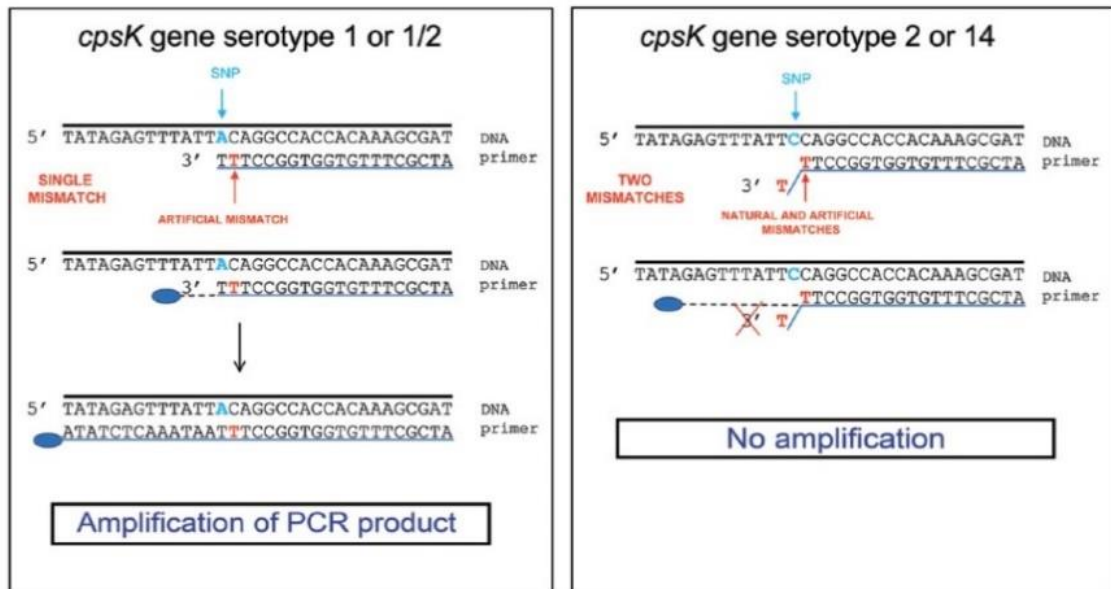 cpsK gene serotype 1 or 1/2
SNP
5′ TATAGAGTTTATTACAGGCCACCACAAAGCGAT DNA
3′ TTTCCGGTGGTGTTTCGCTA primer
SINGLE
MISMATCH
ARTIFICIAL MISMATCH
5′ TATAGAGTTTATTACAGGCCACCACAAAGCGAT DNA
3′ TTTCCGGTGGTGTTTCGCTA primer
5′ TATAGAGTTTATTACAGGCCACCACAAAGCGAT DNA
ATATCTCAAATAATTTCCGGTGGTGTTTCGCTA primer
Amplification of PCR product
cpsK gene serotype 2 or 14
SNP
5′ TATAGAGTTTATTCCAGGCCACCACAAAGCGAT DNA
TTCCGGTGGTGTTTCGCTA primer
3′ T
TWO
MISMATCHES
NATURAL AND ARTIFICIAL
MISMATCHES
5′ TATAGAGTTTATTCCAGGCCACCACAAAGCGAT DNA
TTCCGGTGGTGTTTCGCTA primer
3′ T
No amplification